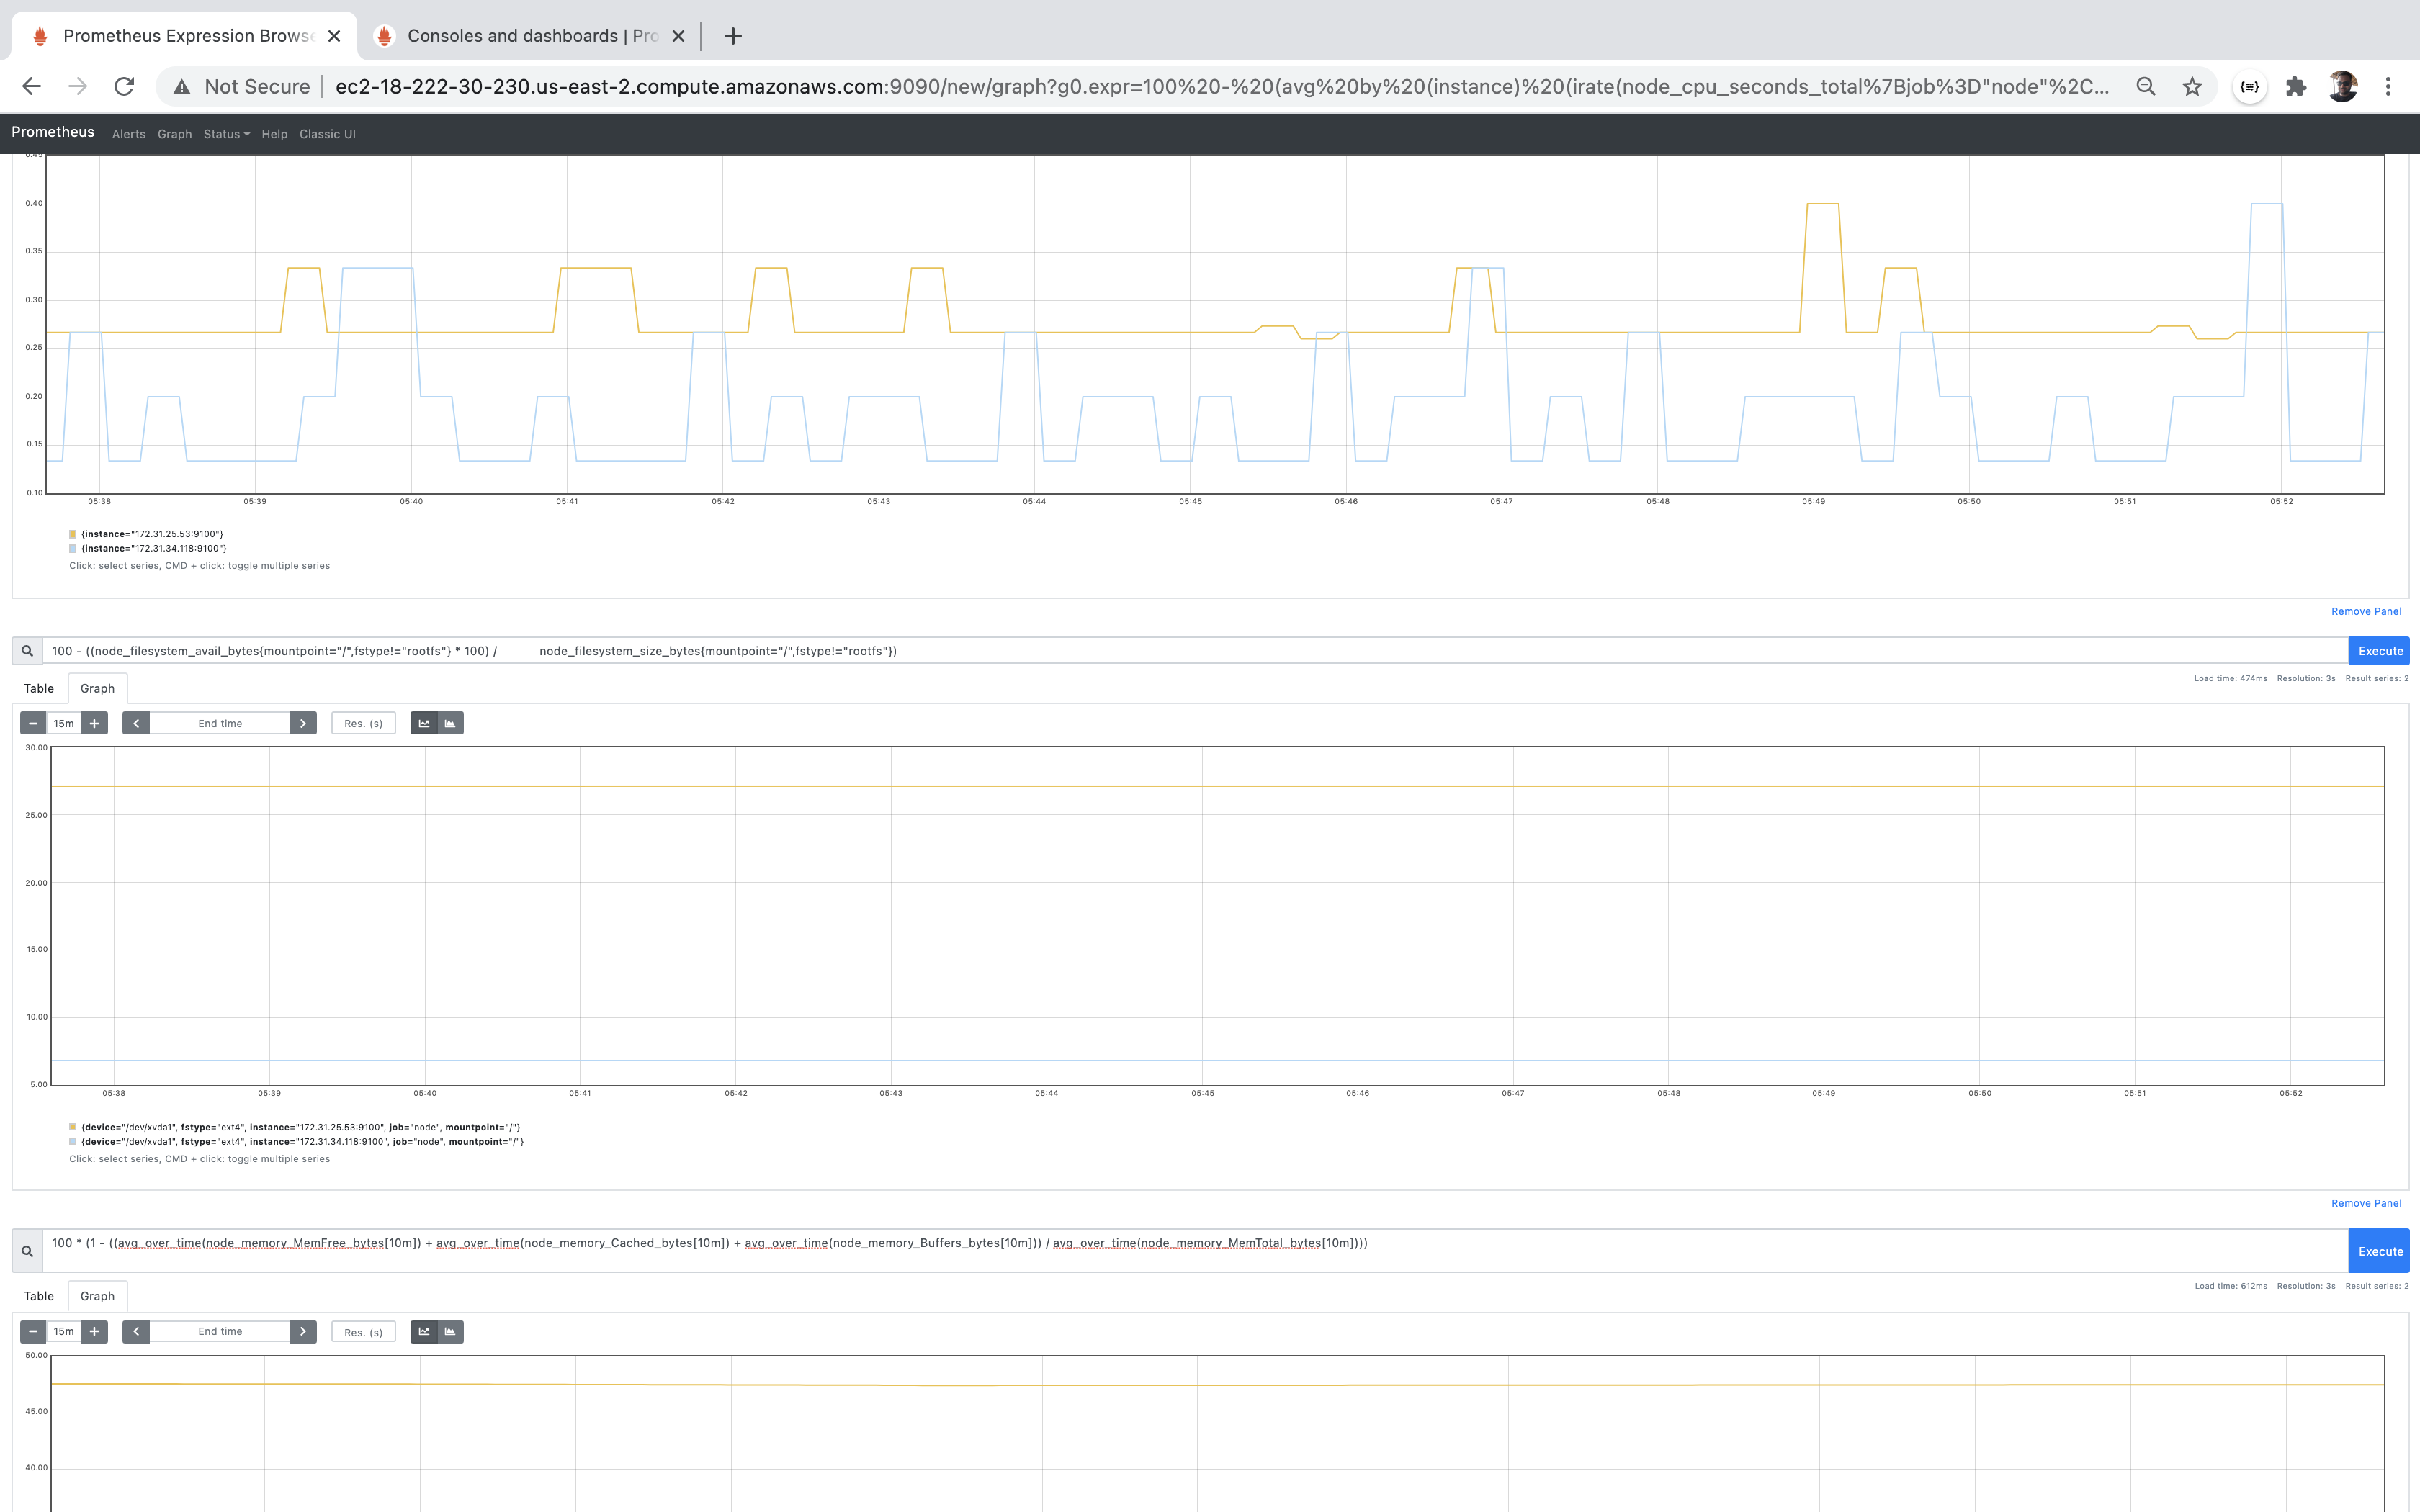 Prometheus Expression Browse
Consoles and dashboards | Pro
Not Secure
ec2-18-222-30-230.us-east-2.compute.amazonaws.com:9090/new/graph?g0.expr=100%20-%20(avg%20by%20(instance)%20(irate(node_cpu_seconds_total%7Bjob%3D"node"%2C...
Prometheus Alerts Graph Status Help Classic UI
0.45
0.40
0.35
0.30
0.25
0.20
0.15
0.10
05:38 05:39 05:40 05:41 05:42 05:43 05:44 05:45 05:46 05:47 05:48 05:49 05:50 05:51 05:52
{instance="172.31.25.53:9100"}
{instance="172.31.34.118:9100"}
Click: select series, CMD + click: toggle multiple series
Remove Panel
100 - ((node_filesystem_avail_bytes{mountpoint="/",fstype!="rootfs"} * 100) / node_filesystem_size_bytes{mountpoint="/",fstype!="rootfs"})
Execute
Table Graph
Load time: 474ms Resolution: 3s Result series: 2
15m End time Res. (s)
30.00
25.00
20.00
15.00
10.00
5.00
05:38 05:39 05:40 05:41 05:42 05:43 05:44 05:45 05:46 05:47 05:48 05:49 05:50 05:51 05:52
{device="/dev/xvda1", fstype="ext4", instance="172.31.25.53:9100", job="node", mountpoint="/"}
{device="/dev/xvda1", fstype="ext4", instance="172.31.34.118:9100", job="node", mountpoint="/"}
Click: select series, CMD + click: toggle multiple series
Remove Panel
100 * (1 - ((avg_over_time(node_memory_MemFree_bytes[10m]) + avg_over_time(node_memory_Cached_bytes[10m]) + avg_over_time(node_memory_Buffers_bytes[10m])) / avg_over_time(node_memory_MemTotal_bytes[10m])))
Execute
Table Graph
Load time: 612ms Resolution: 3s Result series: 2
15m End time Res. (s)
50.00
45.00
40.00